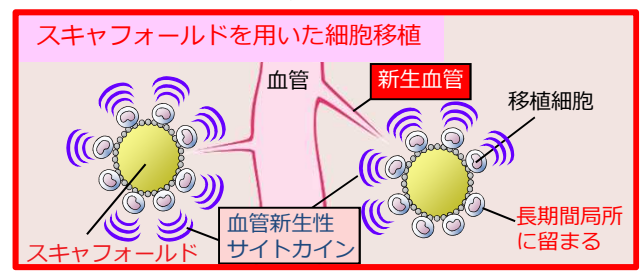 スキャフォールドを用いた細胞移植
血管
新生血管
移植細胞
血管新生性
サイトカイン
スキャフォールド
長期間局所
に留まる